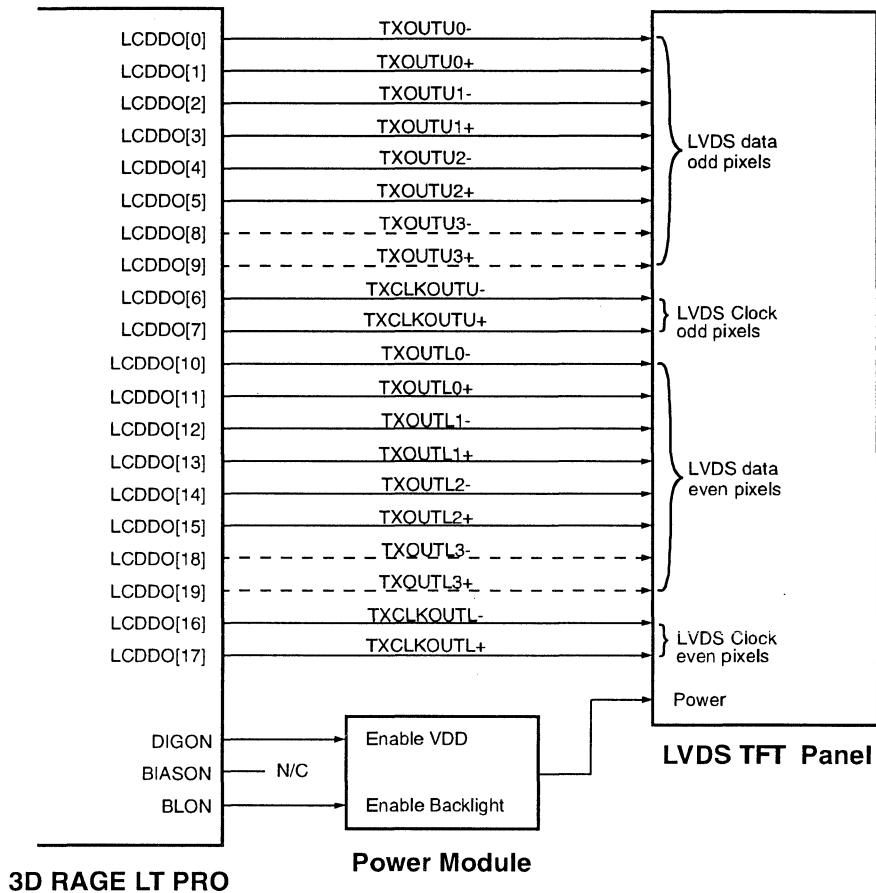 LCDDO[0] TXOUTU0-
LCDDO[1] TXOUTU0+
LCDDO[2] TXOUTU1-
LCDDO[3] TXOUTU1+
LCDDO[4] TXOUTU2-
LCDDO[5] TXOUTU2+
LCDDO[8] TXOUTU3-
LCDDO[9] TXOUTU3+
LVDS data
odd pixels
LCDDO[6] TXCLKOUTU-
LCDDO[7] TXCLKOUTU+
LVDS Clock
odd pixels
LCDDO[10] TXOUTL0-
LCDDO[11] TXOUTL0+
LCDDO[12] TXOUTL1-
LCDDO[13] TXOUTL1+
LCDDO[14] TXOUTL2-
LCDDO[15] TXOUTL2+
LCDDO[18] TXOUTL3-
LCDDO[19] TXOUTL3+
LVDS data
even pixels
LCDDO[16] TXCLKOUTL-
LCDDO[17] TXCLKOUTL+
LVDS Clock
even pixels
Power
LVDS TFT Panel
DIGON Enable VDD
BIASON N/C
BLON Enable Backlight
Power Module
3D RAGE LT PRO